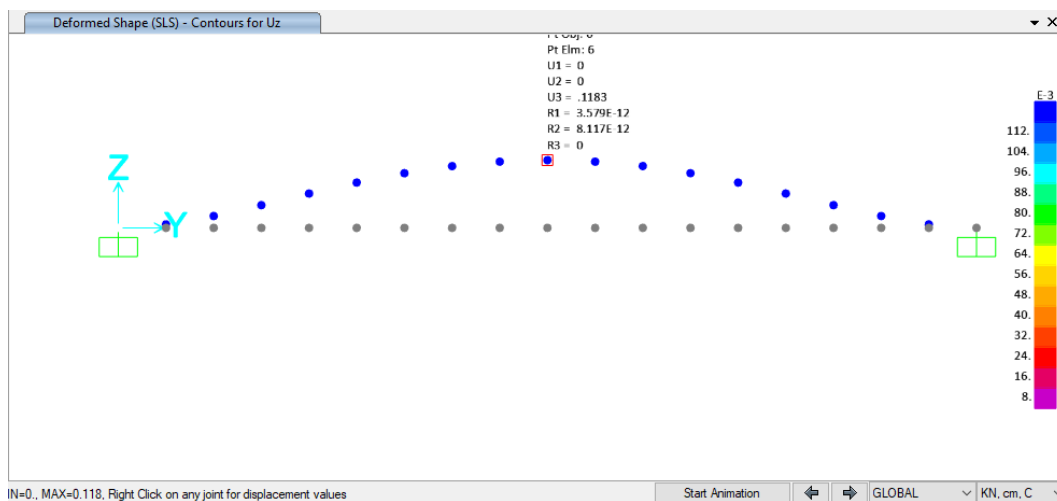 Deformed Shape (SLS) - Contours for Uz
Pt Obj: 6
Pt Elm: 6
U1 = 0
U2 = 0
U3 = .1183
R1 = 3.579E-12
R2 = 8.117E-12
R3 = 0
Z
Y
E-3
112.
104.
96.
88.
80.
72.
64.
56.
48.
40.
32.
24.
16.
8.
IN=0., MAX=0.118, Right Click on any joint for displacement values
Start Animation
GLOBAL
KN, cm, C